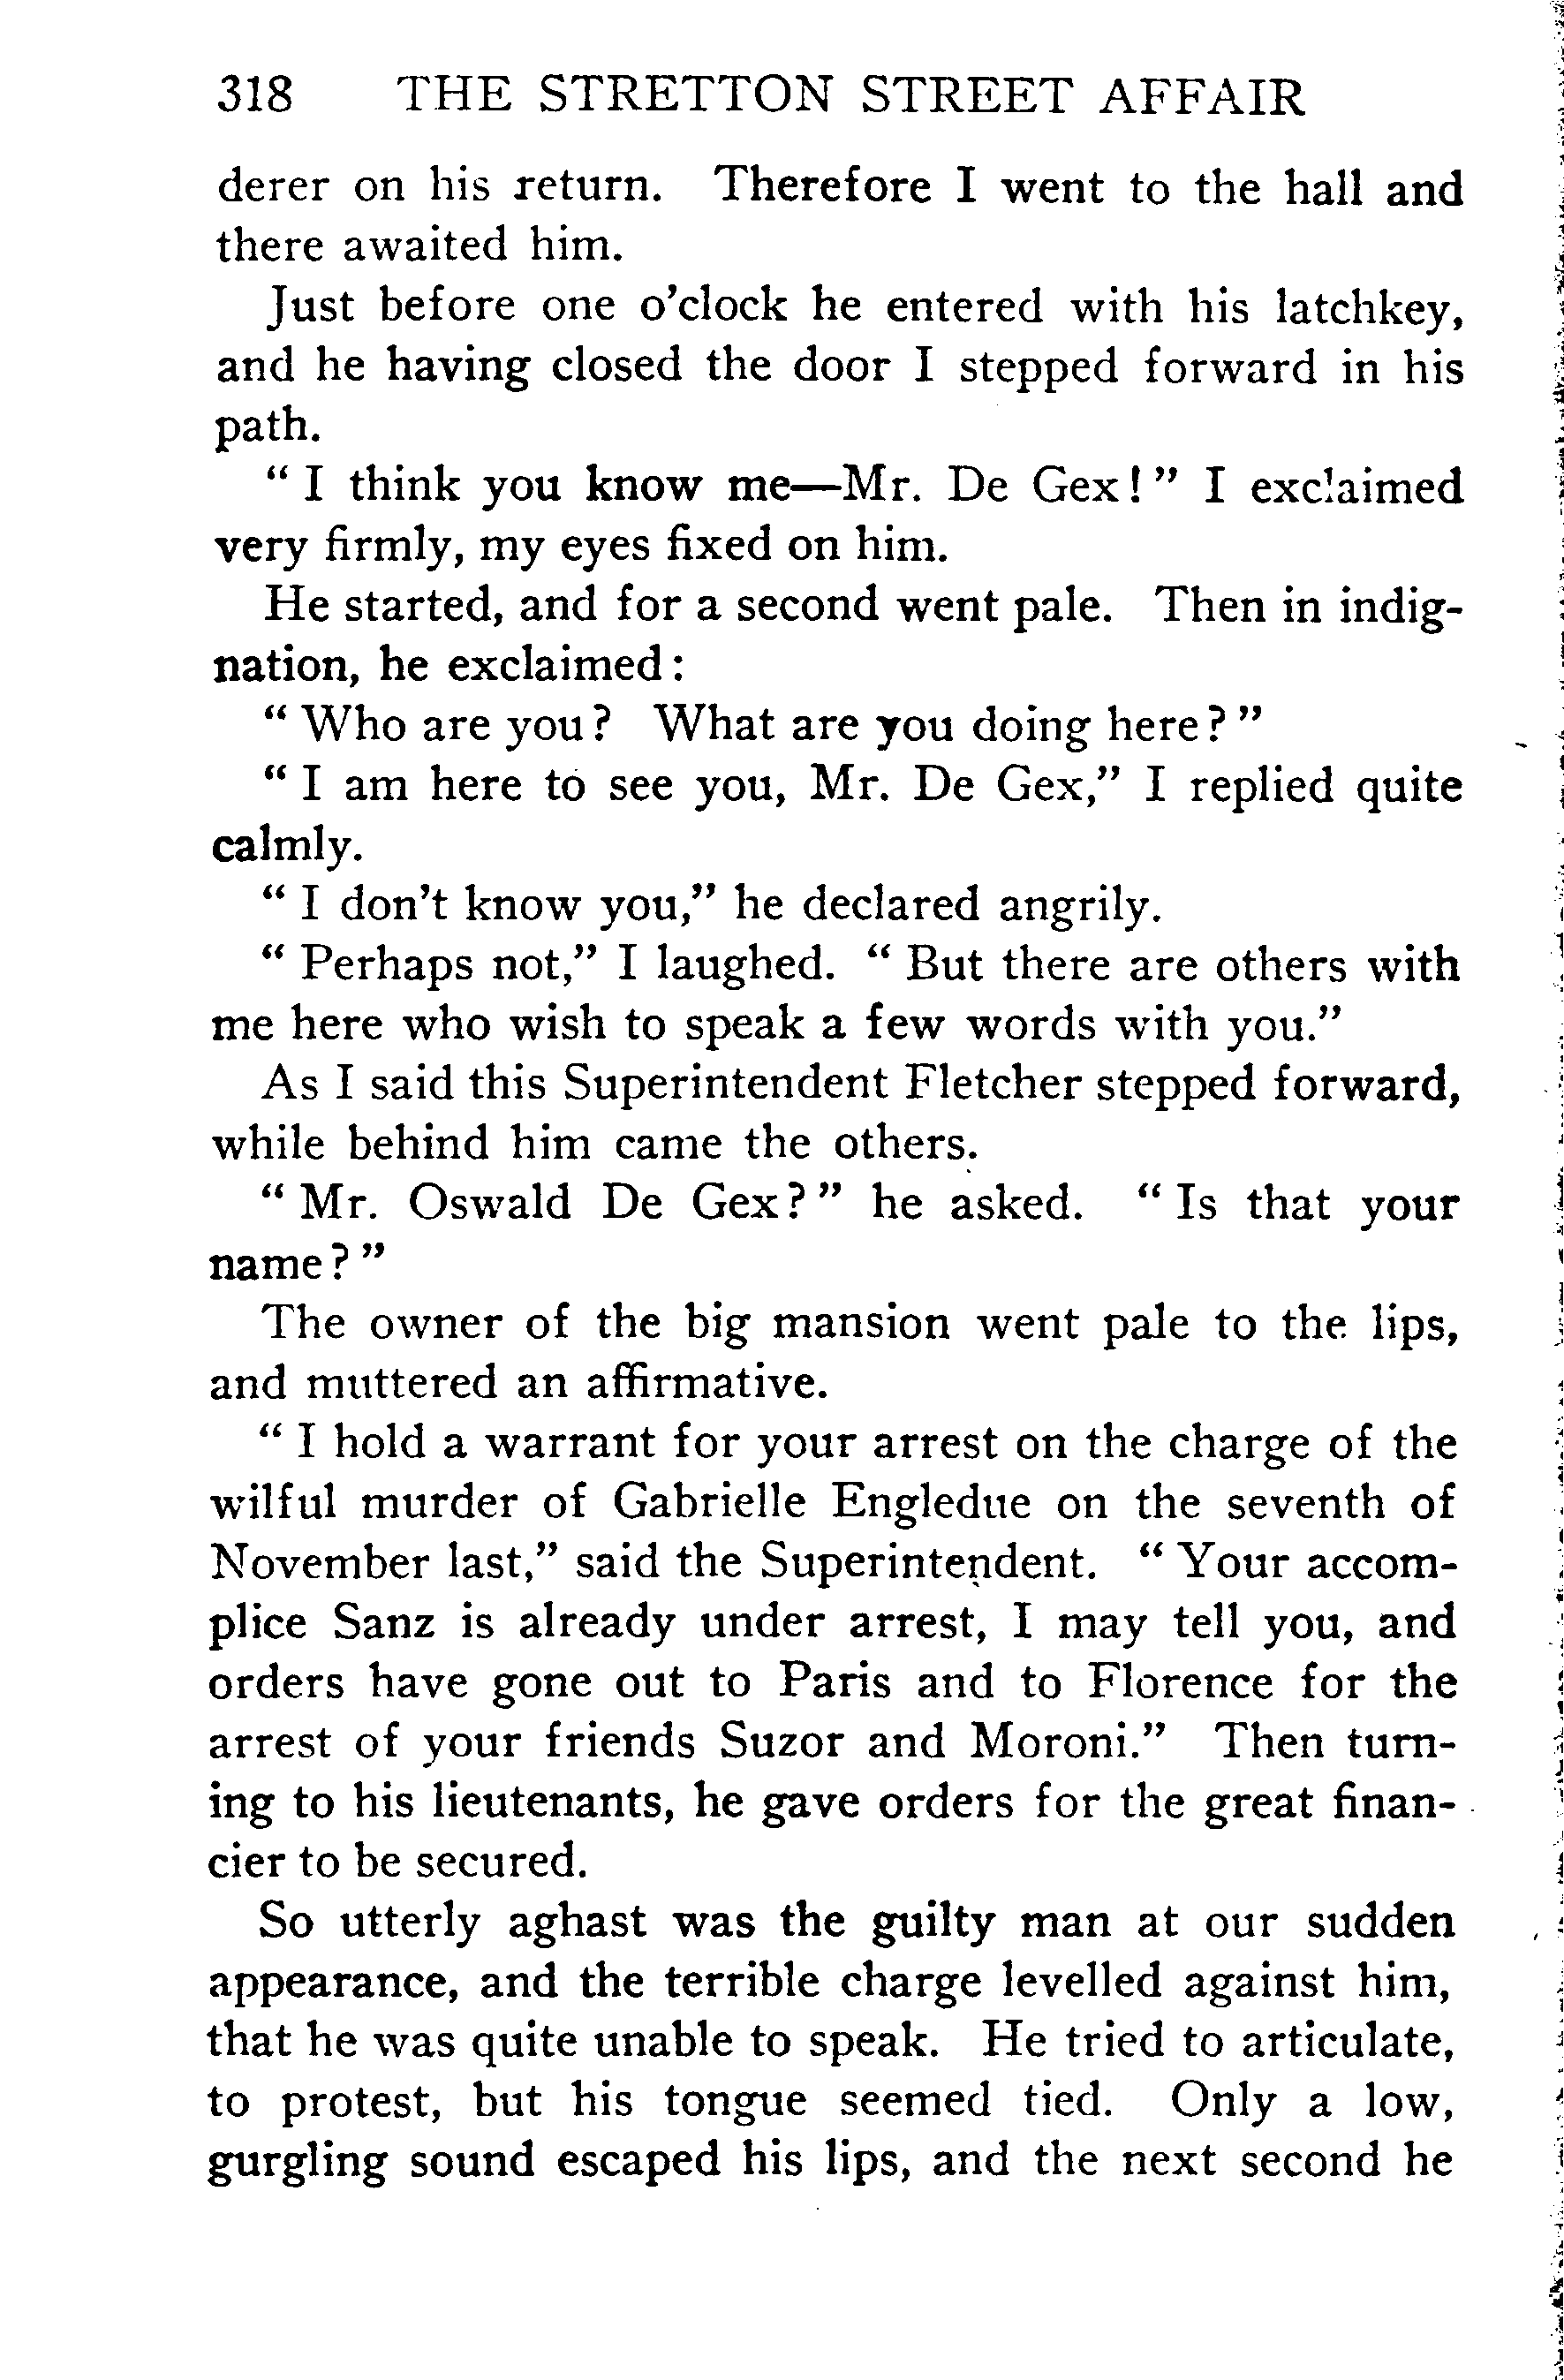 318 THE STRETTON STREET AFFAIR
derer on his return. Therefore I went to the hall and
there awaited him.
Just before one o'clock he entered with his latchkey,
and he having closed the door I stepped forward in his
path.
" I think you know me—Mr. De Gex! " I exclaimed
very firmly, my eyes fixed on him.
He started, and for a second went pale. Then in indig-
nation, he exclaimed:
" Who are you? What are you doing here? "
" I am here to see you, Mr. De Gex," I replied quite
calmly.
" I don't know you," he declared angrily.
" Perhaps not," I laughed. " But there are others with
me here who wish to speak a few words with you."
As I said this Superintendent Fletcher stepped forward,
while behind him came the others.
" Mr. Oswald De Gex? " he asked. " Is that your
name? "
The owner of the big mansion went pale to the lips,
and muttered an affirmative.
" I hold a warrant for your arrest on the charge of the
wilful murder of Gabrielle Engledue on the seventh of
November last," said the Superintendent. " Your accom-
plice Sanz is already under arrest, I may tell you, and
orders have gone out to Paris and to Florence for the
arrest of your friends Suzor and Moroni." Then turn-
ing to his lieutenants, he gave orders for the great finan-
cier to be secured.
So utterly aghast was the guilty man at our sudden
appearance, and the terrible charge levelled against him,
that he was quite unable to speak. He tried to articulate,
to protest, but his tongue seemed tied. Only a low,
gurgling sound escaped his lips, and the next second he